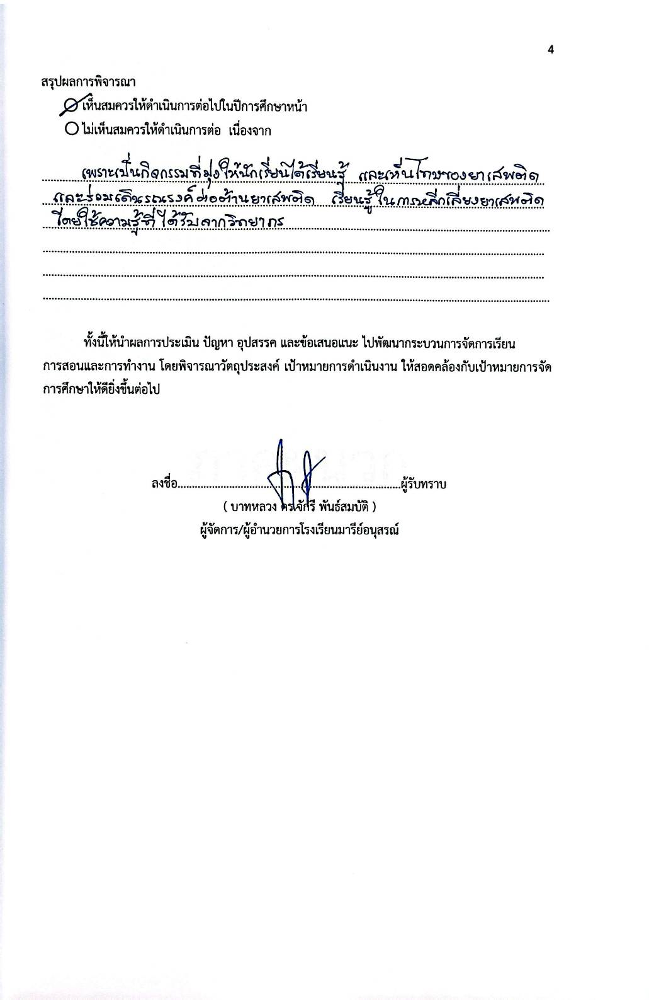 4
สรุปผลการพิจารณา
เห็นสมควรให้ดำเนินการต่อไปในปีการศึกษาหน้า
ไม่เห็นสมควรให้ดำเนินการต่อ เนื่องจาก
เพราะเป็นกิจกรรมที่มุ่งให้นักเรียนได้เรียนรู้ และเห็นโทษของยาเสพติด
และร่วมเดินรณรงค์ต่อต้านยาเสพติด เรียนรู้ในการหลีกเลี่ยงยาเสพติด
โดยใช้ความรู้ที่ได้รับจากวิทยากร
ทั้งนี้ให้นำผลการประเมิน ปัญหา อุปสรรค และข้อเสนอแนะ ไปพัฒนากระบวนการจัดการเรียน
การสอนและการทำงาน โดยพิจารณาวัตถุประสงค์ เป้าหมายการดำเนินงาน ให้สอดคล้องกับเป้าหมายการจัด
การศึกษาให้ดียิ่งขึ้นต่อไป
ลงชื่อ................................................................ผู้รับทราบ
( บาทหลวง ดร.จักรี พันธ์สมบัติ )
ผู้จัดการ/ผู้อำนวยการโรงเรียนมารีย์อนุสรณ์